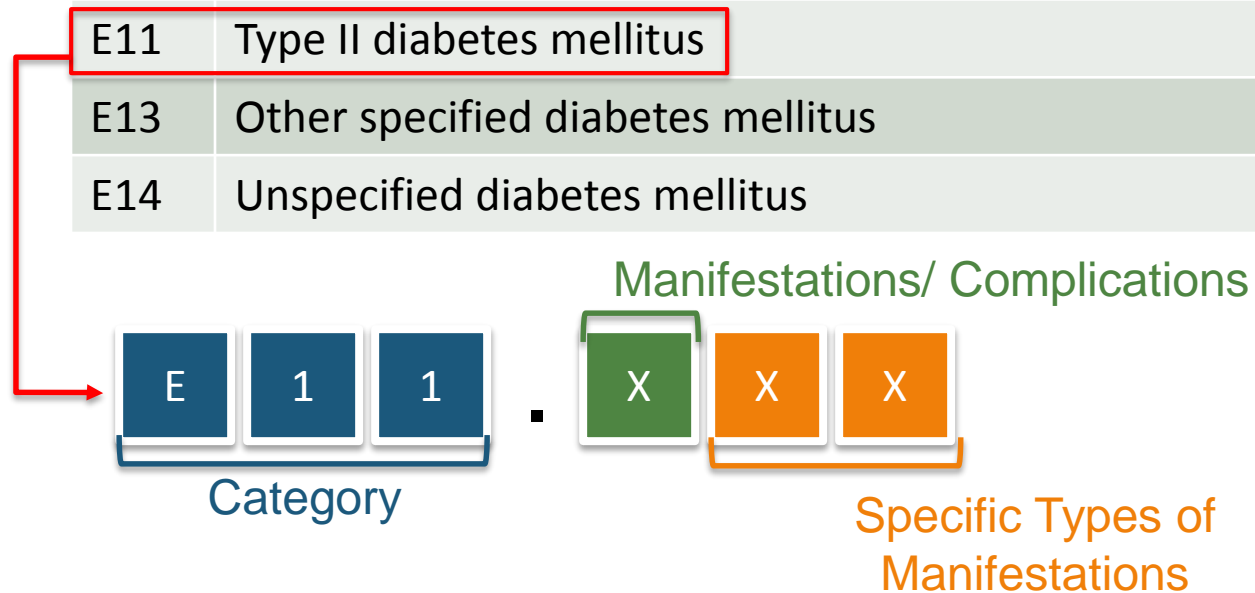 E11 Type II diabetes mellitus
E13 Other specified diabetes mellitus
E14 Unspecified diabetes mellitus
Manifestations/ Complications
E 1 1 . X X X
Category
Specific Types of
Manifestations